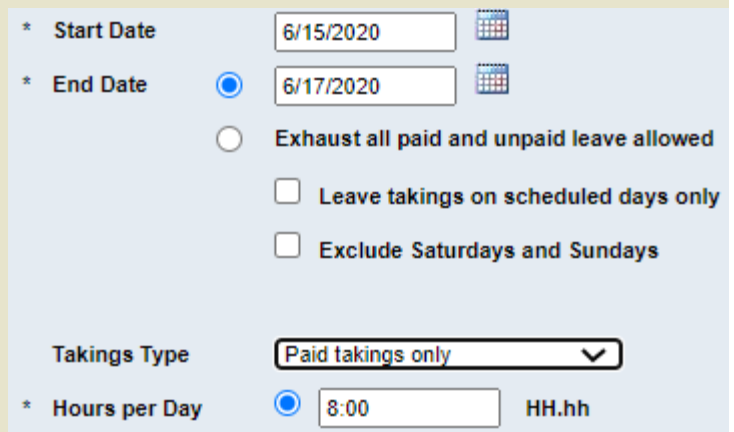 * Start Date 6/15/2020
* End Date 6/17/2020
Exhaust all paid and unpaid leave allowed
Leave takings on scheduled days only
Exclude Saturdays and Sundays
Takings Type Paid takings only
* Hours per Day 8:00 HH.hh